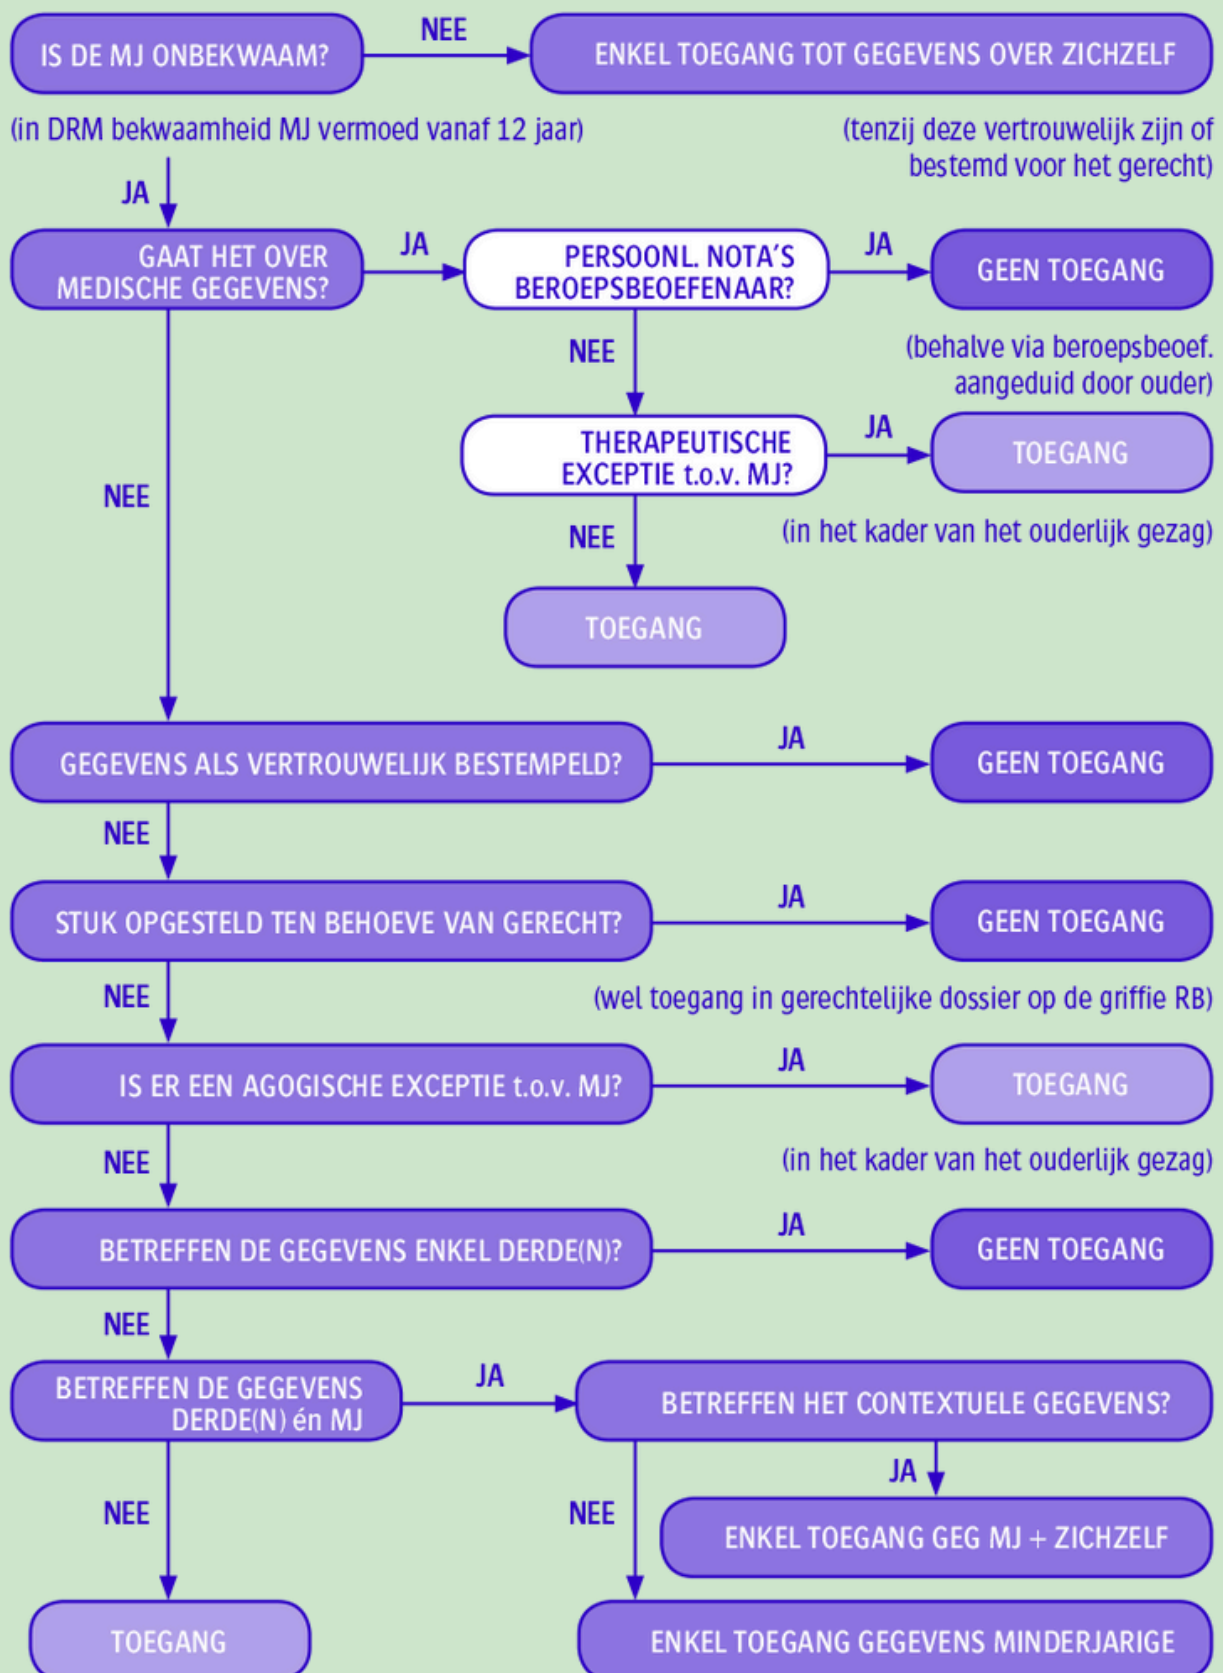 IS DE MJ ONBEKWAAM?
NEE
ENKEL TOEGANG TOT GEGEVENS OVER ZICHZELF
(in DRM bekwaamheid MJ vermoed vanaf 12 jaar)
(tenzij deze vertrouwelijk zijn of
bestemd voor het gerecht)
JA
GAAT HET OVER
MEDISCHE GEGEVENS?
JA
PERSOONL. NOTA'S
BEROEPSBEOEFENAAR?
JA
GEEN TOEGANG
(behalve via beroepsbeoef.
aangeduid door ouder)
NEE
THERAPEUTISCHE
EXCEPTIE t.o.v. MJ?
JA
TOEGANG
(in het kader van het ouderlijk gezag)
NEE
TOEGANG
NEE
GEGEVENS ALS VERTROUWELIJK BESTEMPELD?
JA
GEEN TOEGANG
NEE
STUK OPGESTELD TEN BEHOEVE VAN GERECHT?
JA
GEEN TOEGANG
(wel toegang in gerechtelijke dossier op de griffie RB)
NEE
IS ER EEN AGOGISCHE EXCEPTIE t.o.v. MJ?
JA
TOEGANG
(in het kader van het ouderlijk gezag)
NEE
BETREFFEN DE GEGEVENS ENKEL DERDE(N)?
JA
GEEN TOEGANG
NEE
BETREFFEN DE GEGEVENS
DERDE(N) én MJ
JA
BETREFFEN HET CONTEXTUELE GEGEVENS?
JA
ENKEL TOEGANG GEG MJ + ZICHZELF
NEE
ENKEL TOEGANG GEGEVENS MINDERJARIGE
NEE
TOEGANG